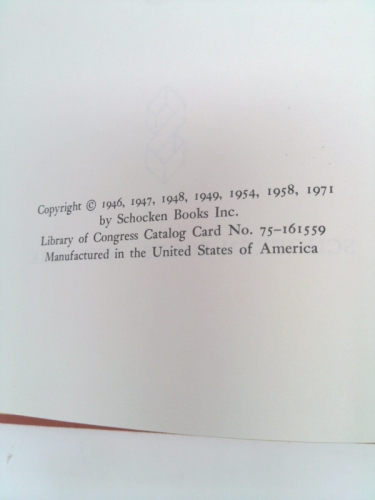 Copyright © 1946, 1947, 1948, 1949, 1954, 1958, 1971
by Schocken Books Inc.
Library of Congress Catalog Card No. 75–161559
Manufactured in the United States of America